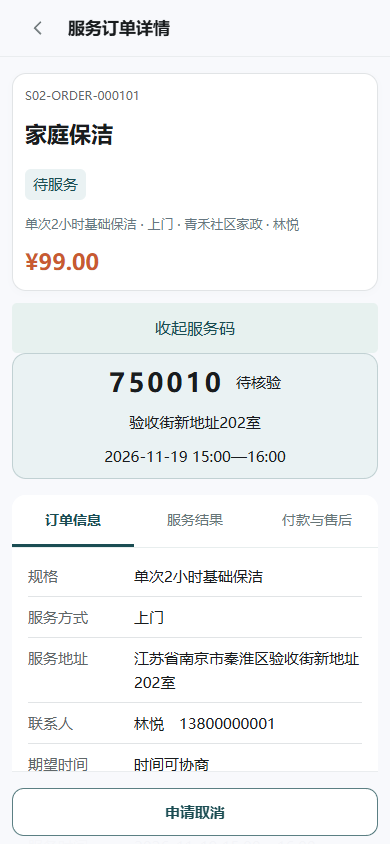 服务订单详情
S02-ORDER-000101
家庭保洁
待服务
单次2小时基础保洁 · 上门 · 青禾社区家政 · 林悦
¥99.00
收起服务码
750010 待核验
验收街新地址202室
2026-11-19 15:00—16:00
订单信息 服务结果 付款与售后
规格 单次2小时基础保洁
服务方式 上门
服务地址 江苏省南京市秦淮区验收街新地址
202室
联系人 林悦 13800000001
期望时间 时间可协商
申请取消